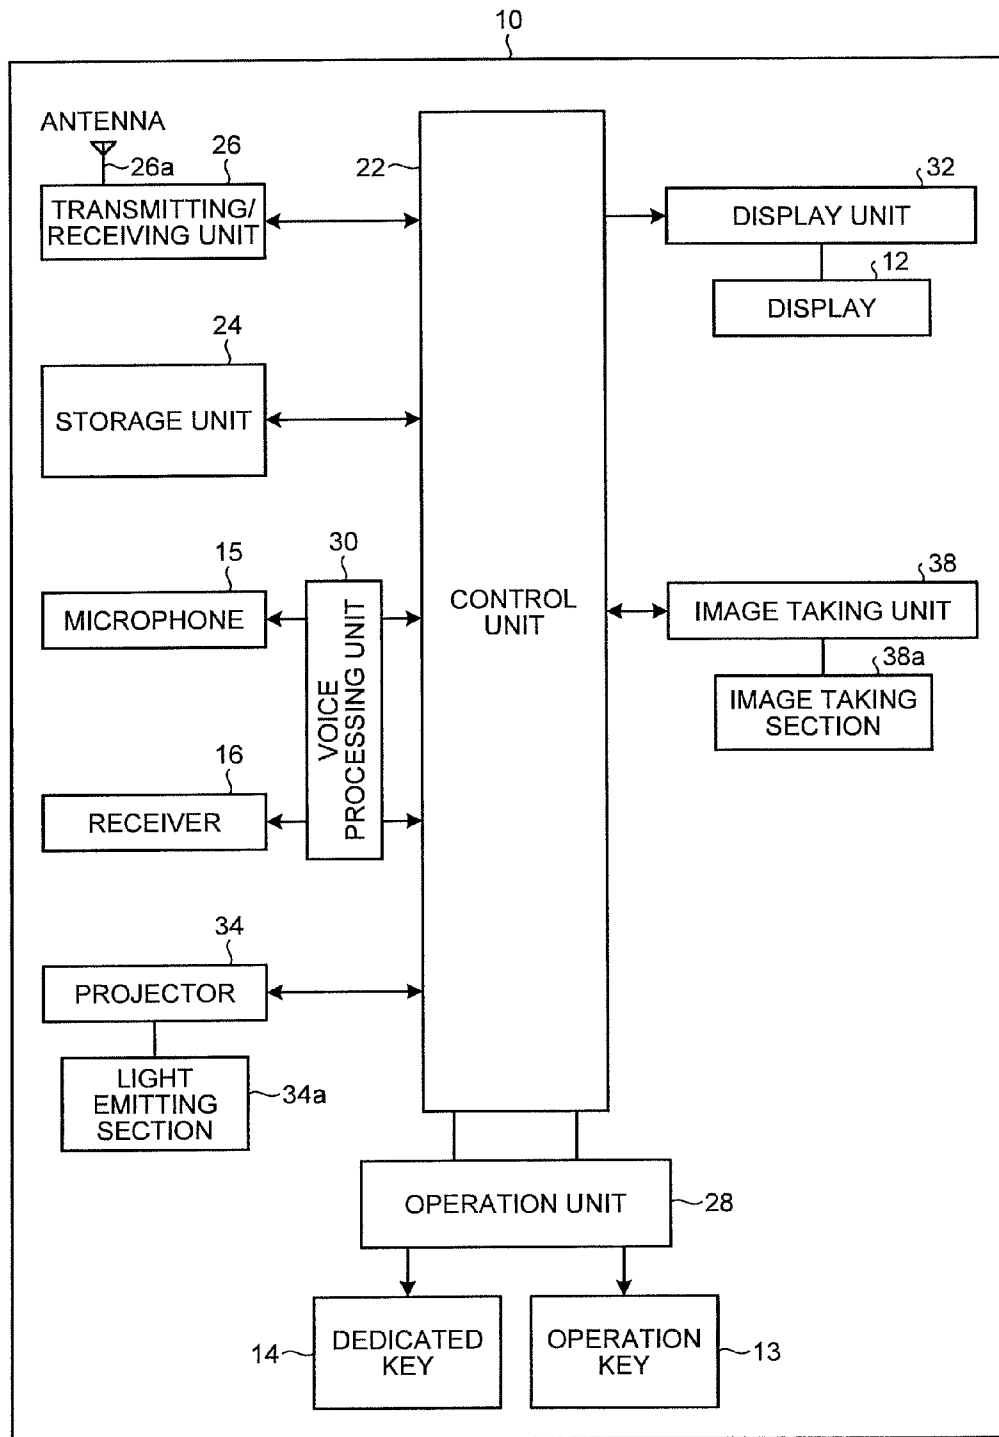 10
ANTENNA
26a
26
TRANSMITTING/
RECEIVING UNIT
22
32
DISPLAY UNIT
12
DISPLAY
24
STORAGE UNIT
15
MICROPHONE
30
VOICE
PROCESSING UNIT
CONTROL
UNIT
38
IMAGE TAKING UNIT
38a
IMAGE TAKING
SECTION
16
RECEIVER
34
PROJECTOR
LIGHT
EMITTING
SECTION
34a
OPERATION UNIT
28
14
DEDICATED
KEY
OPERATION
KEY
13